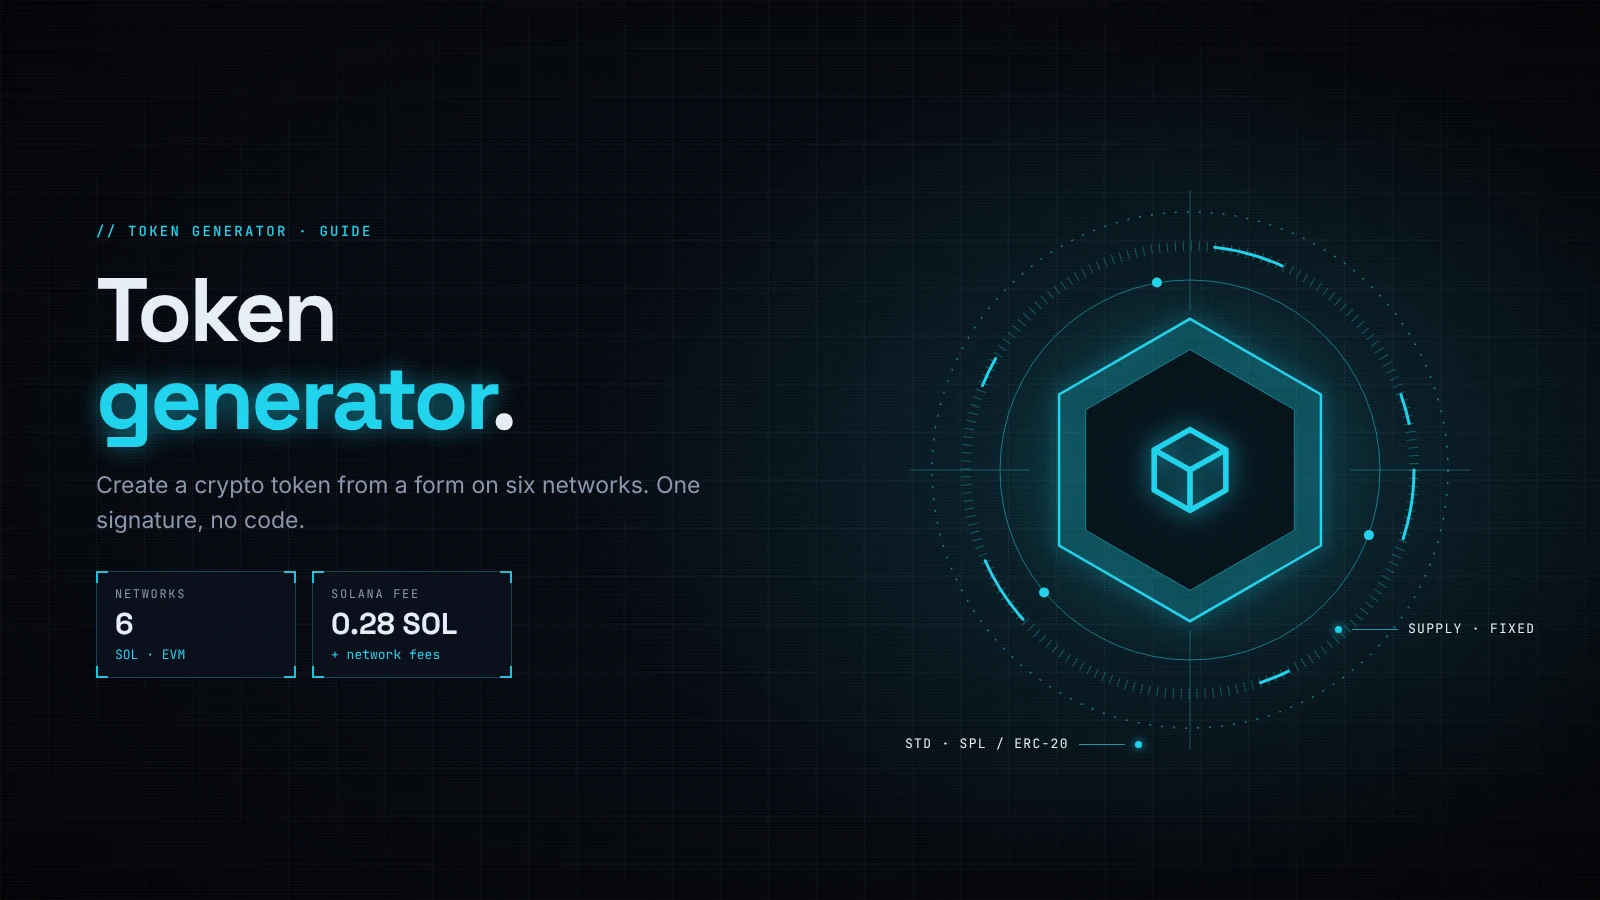 // TOKEN GENERATOR · GUIDE
Token
generator.
Create a crypto token from a form on six networks. One
signature, no code.
NETWORKS
6
SOL · EVM
SOLANA FEE
0.28 SOL
+ network fees
SUPPLY · FIXED
STD · SPL / ERC-20